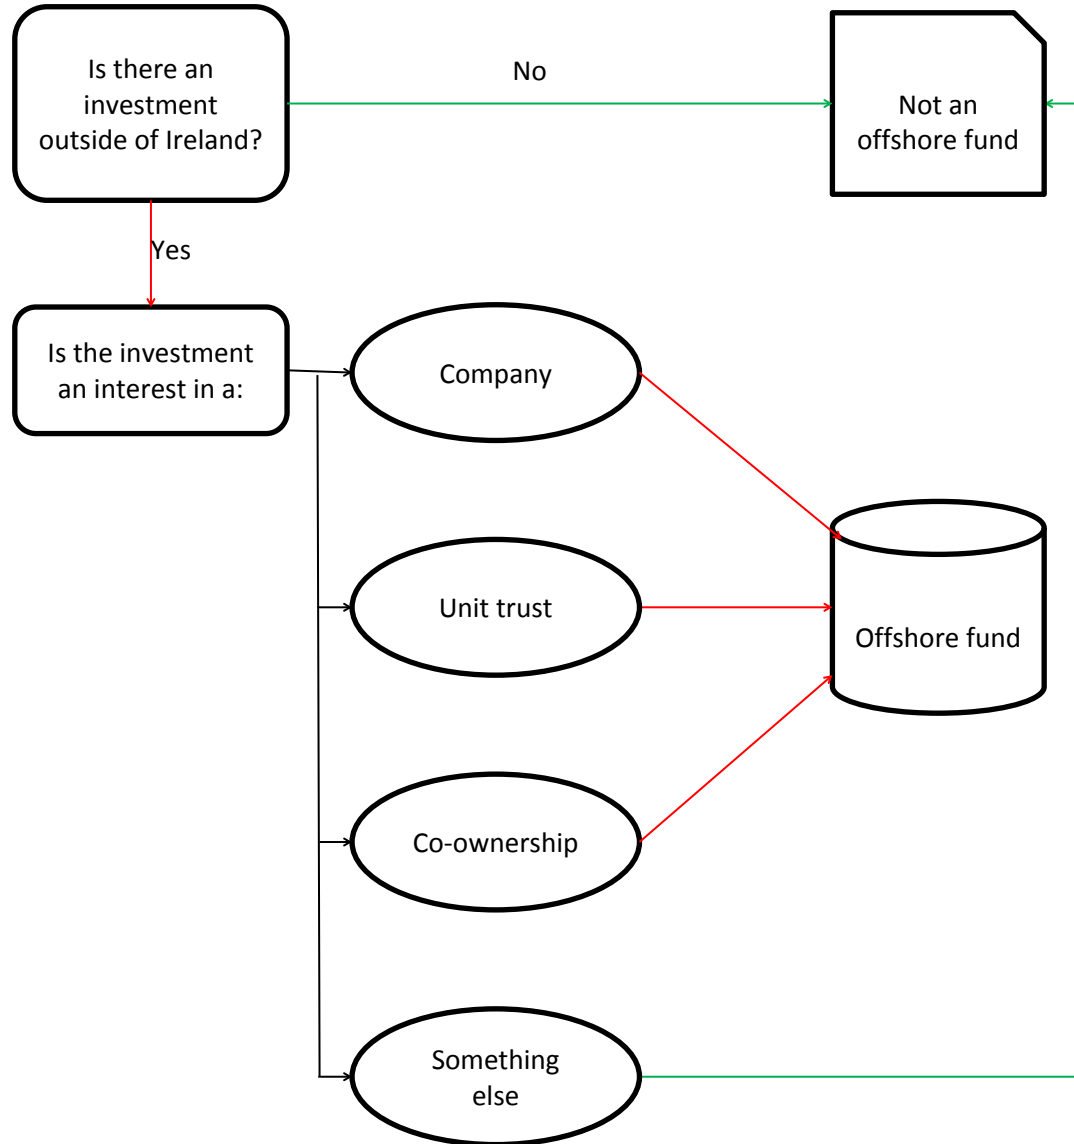 Is there an
investment
outside of Ireland?
No
Not an
offshore fund
Yes
Is the investment
an interest in a:
Company
Unit trust
Offshore fund
Co-ownership
Something
else